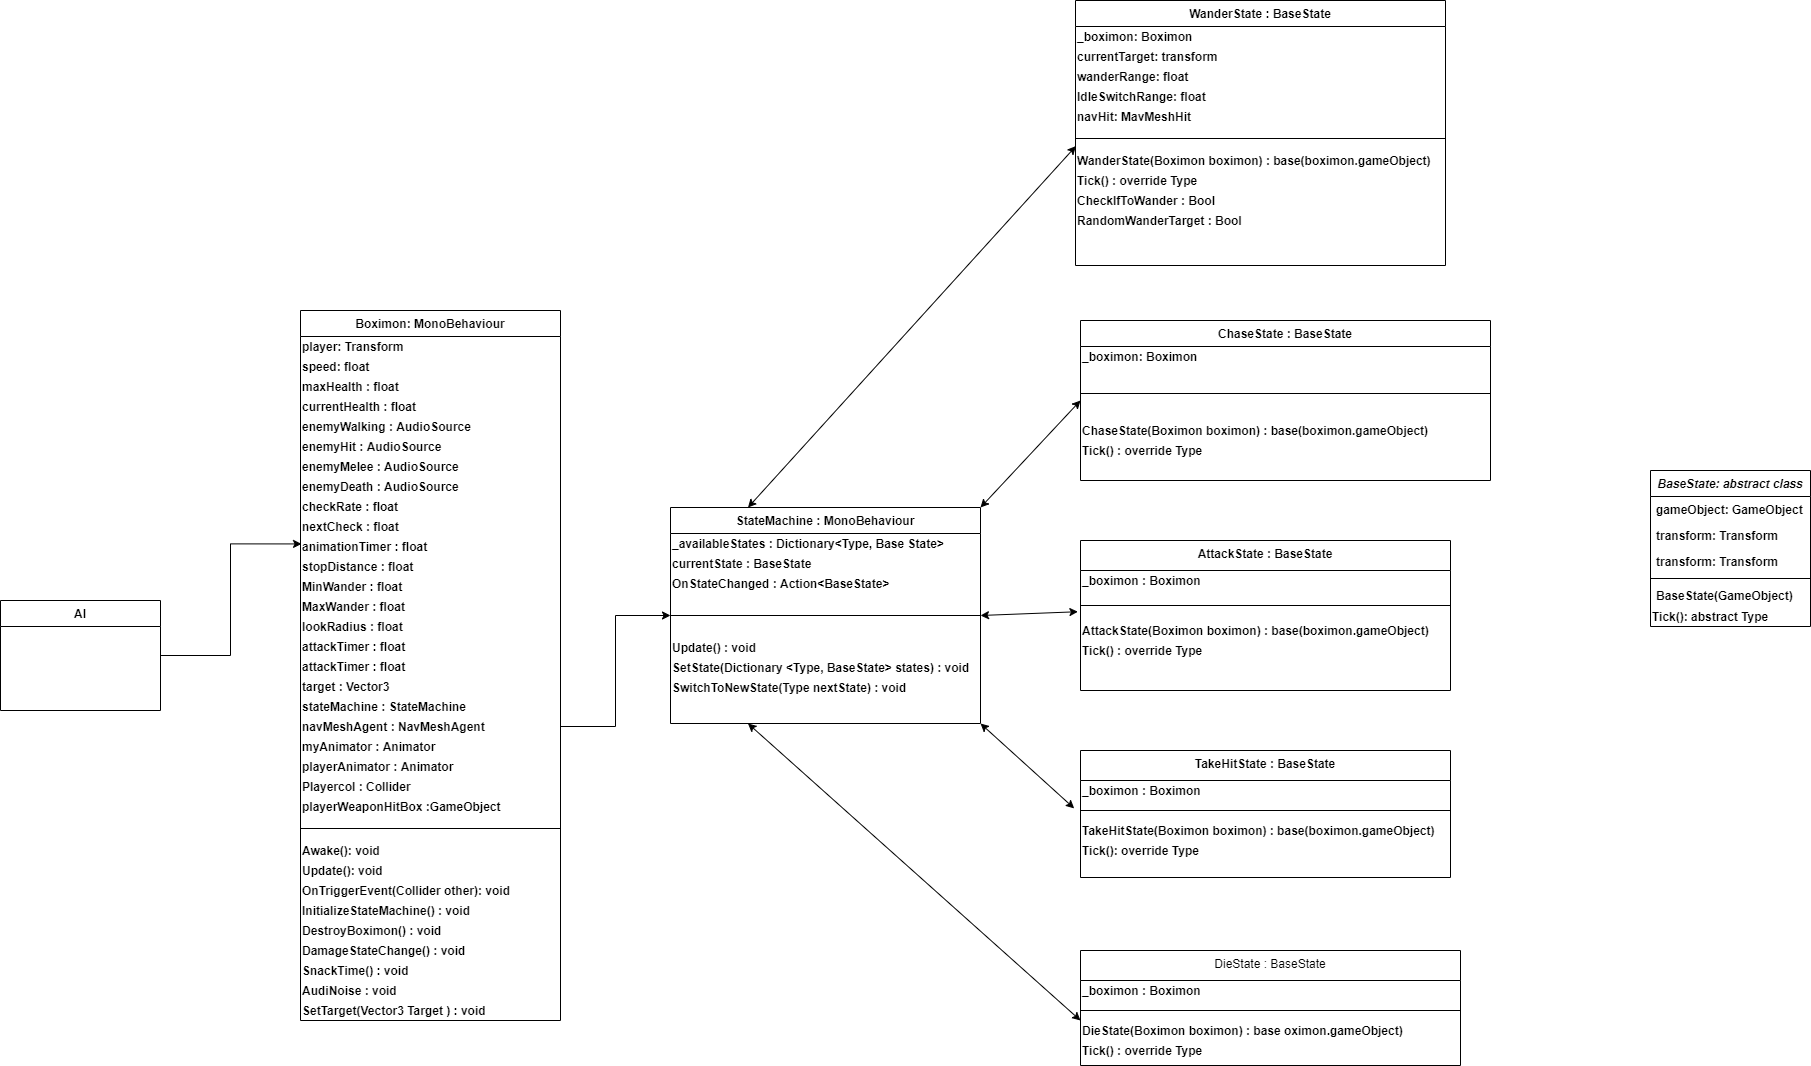 AI
Boximon: MonoBehaviour
player: Transform
speed: float
maxHealth : float
currentHealth : float
enemyWalking : AudioSource
enemyHit : AudioSource
enemyMelee : AudioSource
enemyDeath : AudioSource
checkRate : float
nextCheck : float
animationTimer : float
stopDistance : float
MinWander : float
MaxWander : float
lookRadius : float
attackTimer : float
attackTimer : float
target : Vector3
stateMachine : StateMachine
navMeshAgent : NavMeshAgent
myAnimator : Animator
playerAnimator : Animator
Playercol : Collider
playerWeaponHitBox :GameObject
Awake(): void
Update(): void
OnTriggerEvent(Collider other): void
InitializeStateMachine() : void
DestroyBoximon() : void
DamageStateChange() : void
SnackTime() : void
AudiNoise : void
SetTarget(Vector3 Target ) : void
StateMachine : MonoBehaviour
_availableStates : Dictionary<Type, Base State>
currentState : BaseState
OnStateChanged : Action<BaseState>
Update() : void
SetState(Dictionary <Type, BaseState> states) : void
SwitchToNewState(Type nextState) : void
WanderState : BaseState
_boximon: Boximon
currentTarget: transform
wanderRange: float
IdleSwitchRange: float
navHit: MavMeshHit
WanderState(Boximon boximon) : base(boximon.gameObject)
Tick() : override Type
CheckIfToWander : Bool
RandomWanderTarget : Bool
ChaseState : BaseState
_boximon: Boximon
ChaseState(Boximon boximon) : base(boximon.gameObject)
Tick() : override Type
AttackState : BaseState
_boximon : Boximon
AttackState(Boximon boximon) : base(boximon.gameObject)
Tick() : override Type
TakeHitState : BaseState
_boximon : Boximon
TakeHitState(Boximon boximon) : base(boximon.gameObject)
Tick(): override Type
DieState : BaseState
_boximon : Boximon
DieState(Boximon boximon) : base oximon.gameObject)
Tick() : override Type
BaseState: abstract class
gameObject: GameObject
transform: Transform
transform: Transform
BaseState(GameObject)
Tick(): abstract Type